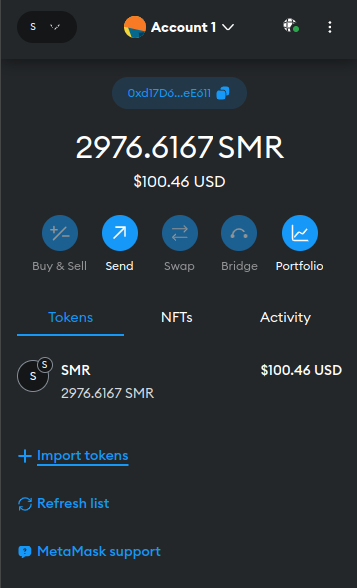 S
Account 1
0xd17D6...eE611
2976.6167 SMR
$100.46 USD
Buy & Sell
Send
Swap
Bridge
Portfolio
Tokens
NFTs
Activity
S
S
SMR
$100.46 USD
2976.6167 SMR
Import tokens
Refresh list
MetaMask support